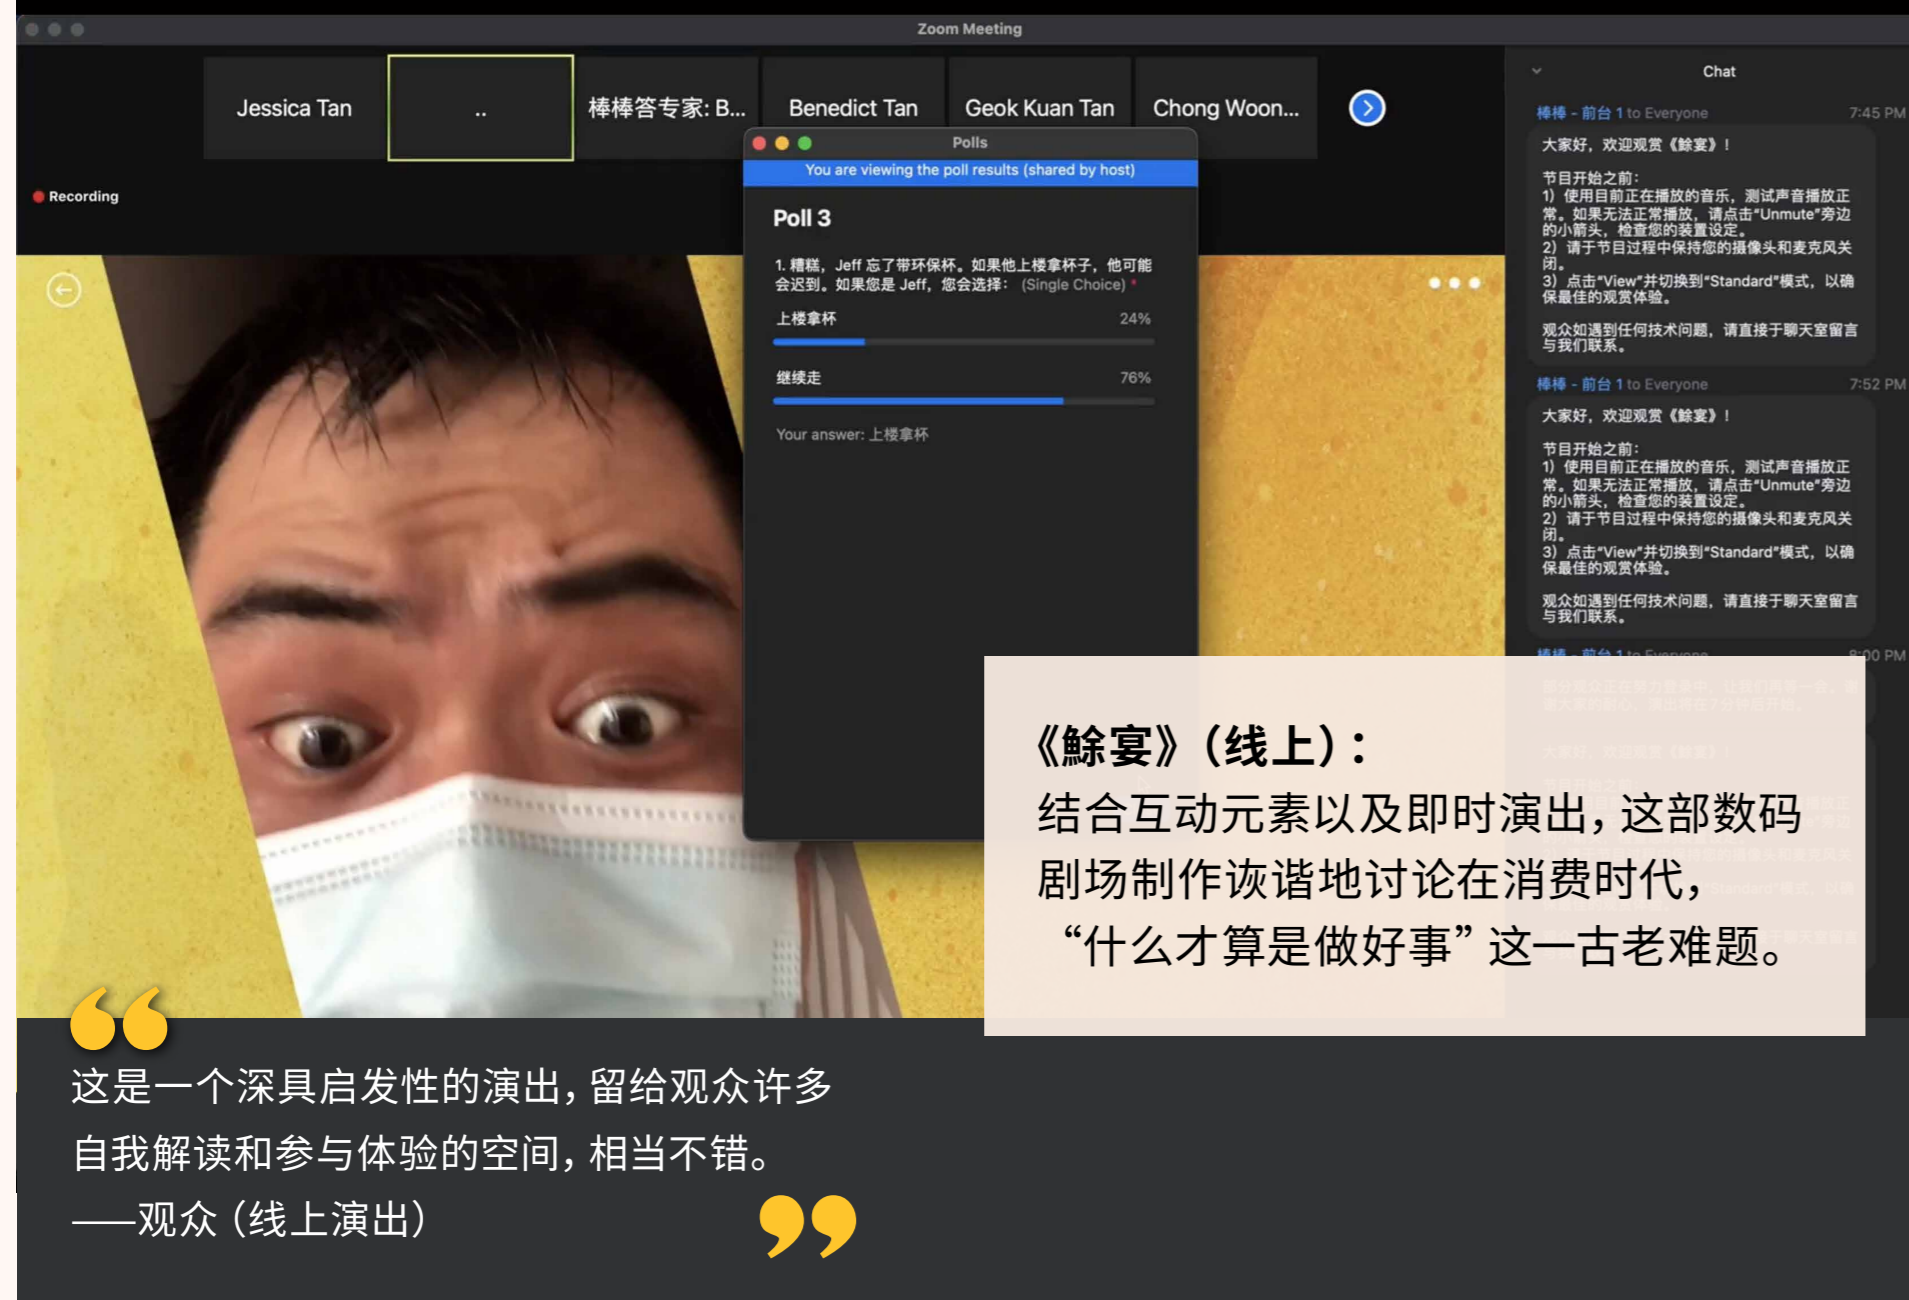 Zoom Meeting
Jessica Tan
..
棒棒答专家: B...
Benedict Tan
Geok Kuan Tan
Chong Woon...
Recording
Polls
You are viewing the poll results (shared by host)
Poll 3
1. 糟糕，Jeff 忘了带环保杯。如果他上楼拿杯子，他可能
会迟到。如果您是 Jeff，您会选择： (Single Choice) *
上楼拿杯 24%
继续走 76%
Your answer: 上楼拿杯
Chat
棒棒 - 前台 1 to Everyone 7:45 PM
大家好，欢迎观赏《餘宴》！
节目开始之前：
1）使用目前正在播放的音乐，测试声音播放正
常。如果无法正常播放，请点击“Unmute”旁边
的小箭头，检查您的装置设定。
2）请于节目过程中保持您的摄像头和麦克风关
闭。
3）点击“View”并切换到“Standard”模式，以确
保最佳的观赏体验。
观众如遇到任何技术问题，请直接于聊天室留言
与我们联系。
棒棒 - 前台 1 to Everyone 7:52 PM
大家好，欢迎观赏《餘宴》！
节目开始之前：
1）使用目前正在播放的音乐，测试声音播放正
常。如果无法正常播放，请点击“Unmute”旁边
的小箭头，检查您的装置设定。
2）请于节目过程中保持您的摄像头和麦克风关
闭。
3）点击“View”并切换到“Standard”模式，以确
保最佳的观赏体验。
观众如遇到任何技术问题，请直接于聊天室留言
与我们联系。
棒棒 - 前台 1 to Everyone 8:00 PM
《餘宴》（线上）：
结合互动元素以及即时演出，这部数码
剧场制作诙谐地讨论在消费时代，
“什么才算是做好事” 这一古老难题。
这是一个深具启发性的演出，留给观众许多
自我解读和参与体验的空间，相当不错。
——观众（线上演出）